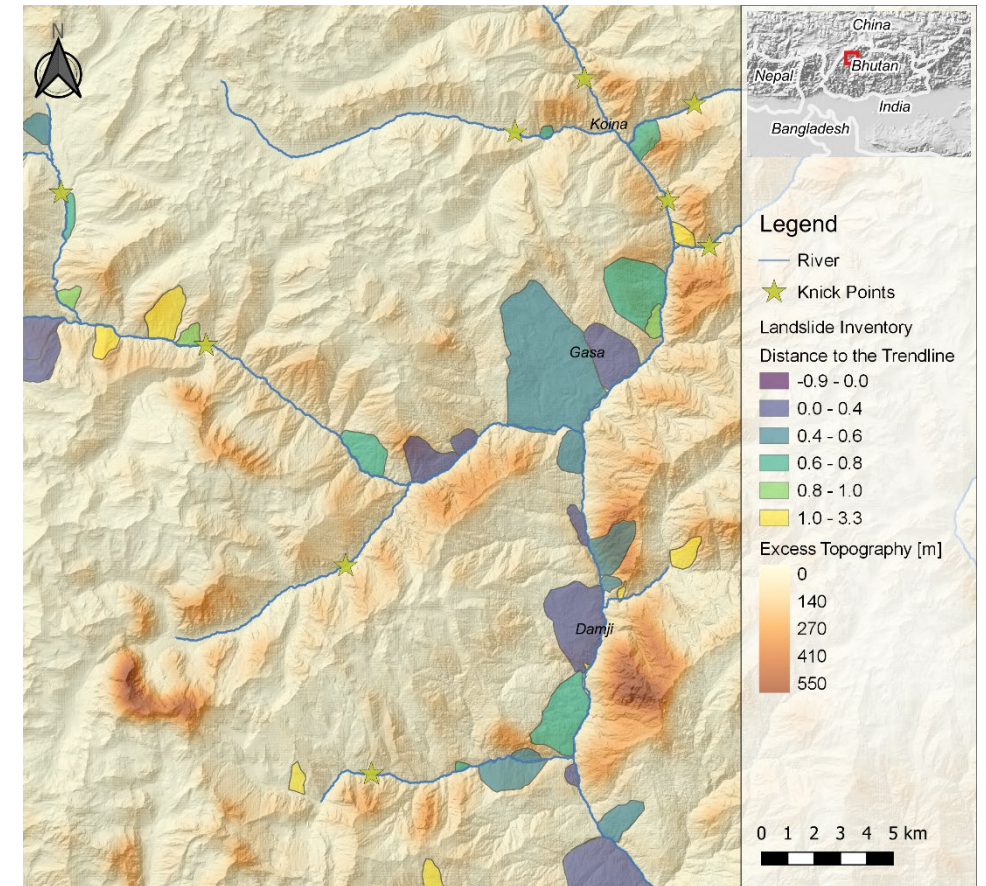 N
Koina
Gasa
Damji
China
Nepal
Bhutan
India
Bangladesh
Legend
River
Knick Points
Landslide Inventory
Distance to the Trendline
-0.9 - 0.0
0.0 - 0.4
0.4 - 0.6
0.6 - 0.8
0.8 - 1.0
1.0 - 3.3
Excess Topography [m]
0
140
270
410
550
0 1 2 3 4 5 km